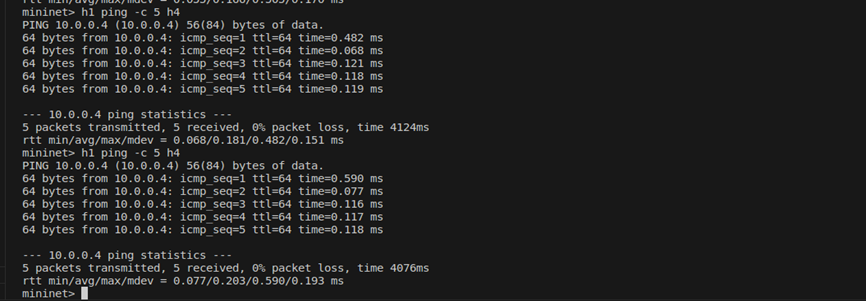 mininet> h1 ping -c 5 h4
PING 10.0.0.4 (10.0.0.4) 56(84) bytes of data.
64 bytes from 10.0.0.4: icmp_seq=1 ttl=64 time=0.482 ms
64 bytes from 10.0.0.4: icmp_seq=2 ttl=64 time=0.068 ms
64 bytes from 10.0.0.4: icmp_seq=3 ttl=64 time=0.121 ms
64 bytes from 10.0.0.4: icmp_seq=4 ttl=64 time=0.118 ms
64 bytes from 10.0.0.4: icmp_seq=5 ttl=64 time=0.119 ms
--- 10.0.0.4 ping statistics ---
5 packets transmitted, 5 received, 0% packet loss, time 4124ms
rtt min/avg/max/mdev = 0.068/0.181/0.482/0.151 ms
mininet> h1 ping -c 5 h4
PING 10.0.0.4 (10.0.0.4) 56(84) bytes of data.
64 bytes from 10.0.0.4: icmp_seq=1 ttl=64 time=0.590 ms
64 bytes from 10.0.0.4: icmp_seq=2 ttl=64 time=0.077 ms
64 bytes from 10.0.0.4: icmp_seq=3 ttl=64 time=0.116 ms
64 bytes from 10.0.0.4: icmp_seq=4 ttl=64 time=0.117 ms
64 bytes from 10.0.0.4: icmp_seq=5 ttl=64 time=0.118 ms
--- 10.0.0.4 ping statistics ---
5 packets transmitted, 5 received, 0% packet loss, time 4076ms
rtt min/avg/max/mdev = 0.077/0.203/0.590/0.193 ms
mininet>